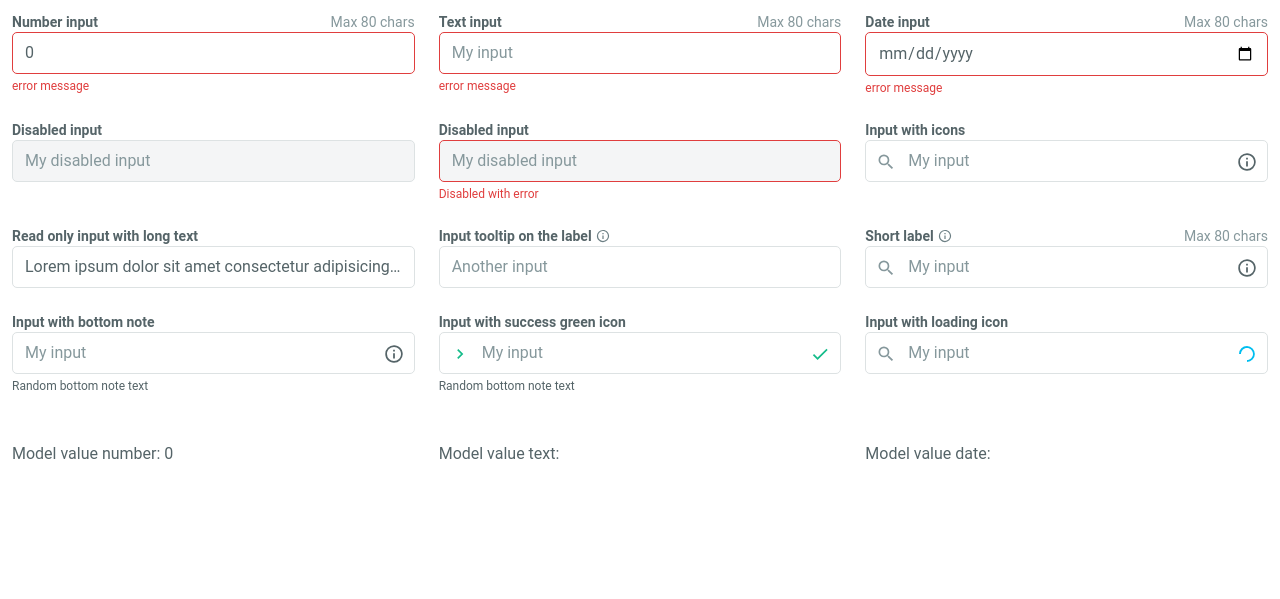 Number input Max 80 chars
Text input Max 80 chars
Date input Max 80 chars
0
My input
mm/dd/yyyy
error message
error message
error message
Disabled input
Disabled input
Input with icons
My disabled input
My disabled input
My input
Disabled with error
Read only input with long text
Input tooltip on the label
Short label Max 80 chars
Lorem ipsum dolor sit amet consectetur adipisicing...
Another input
My input
Input with bottom note
Input with success green icon
Input with loading icon
My input
My input
My input
Random bottom note text
Random bottom note text
Model value number: 0
Model value text:
Model value date: